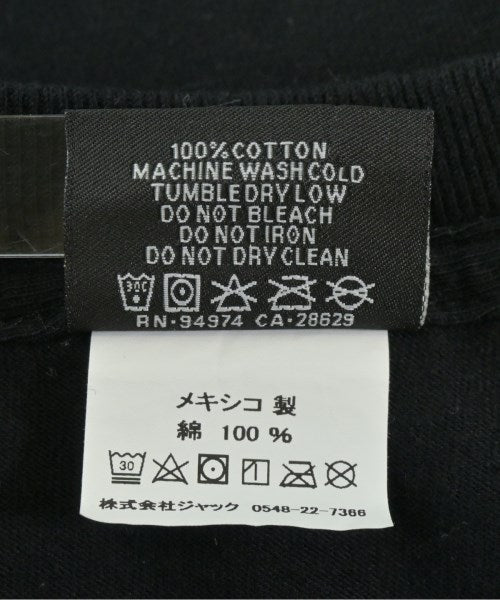 100% COTTON
MACHINE WASH COLD
TUMBLE DRY LOW
DO NOT BLEACH
DO NOT IRON
DO NOT DRY CLEAN
30C
RN-94974 CA-28629
メキシコ 製
綿 100 %
30
株式会社ジャック 0548-22-7366